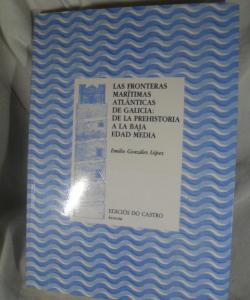 LAS FRONTERAS
MARÍTIMAS
ATLÁNTICAS
DE GALICIA:
DE LA PREHISTORIA
A LA BAJA
EDAD MEDIA
Emilio González López
EDICIÓS DO CASTRO